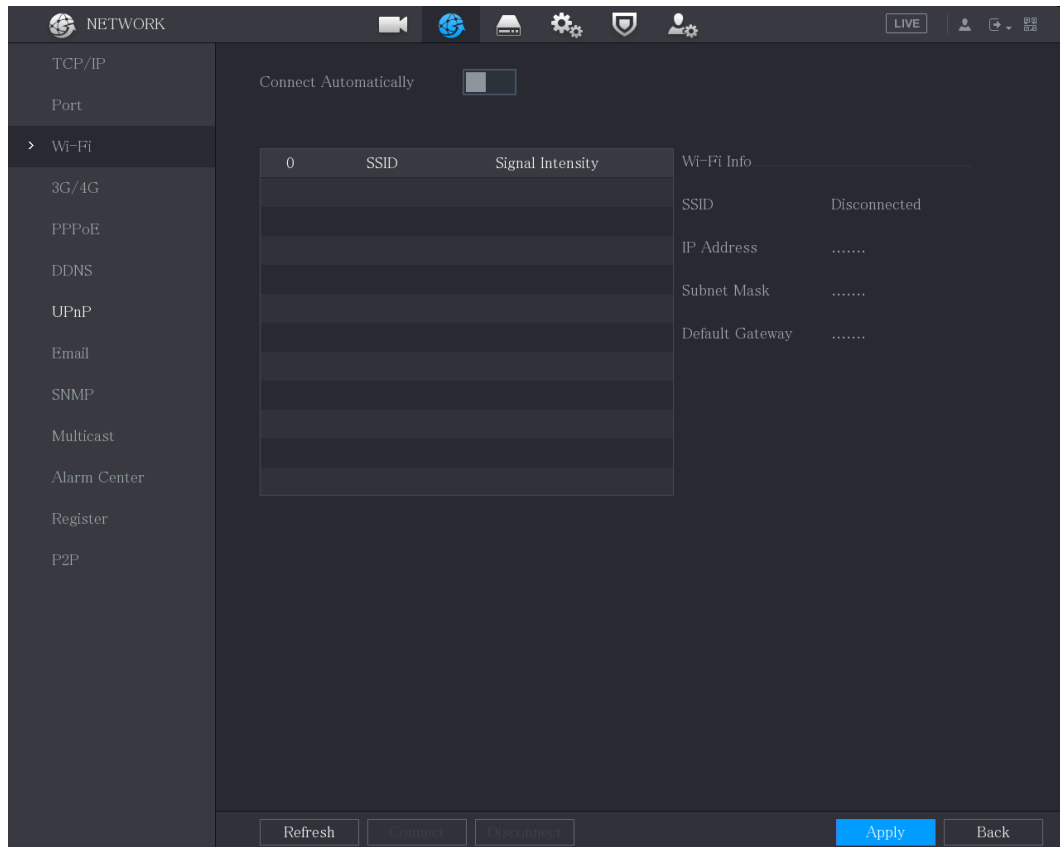 NETWORK
LIVE
TCP/IP
Port
Wi-Fi
3G/4G
PPPoE
DDNS
UPnP
Email
SNMP
Multicast
Alarm Center
Register
P2P
Connect Automatically
0 SSID Signal Intensity
Wi-Fi Info
SSID Disconnected
IP Address .......
Subnet Mask .......
Default Gateway .......
Refresh Connect Disconnect Apply Back